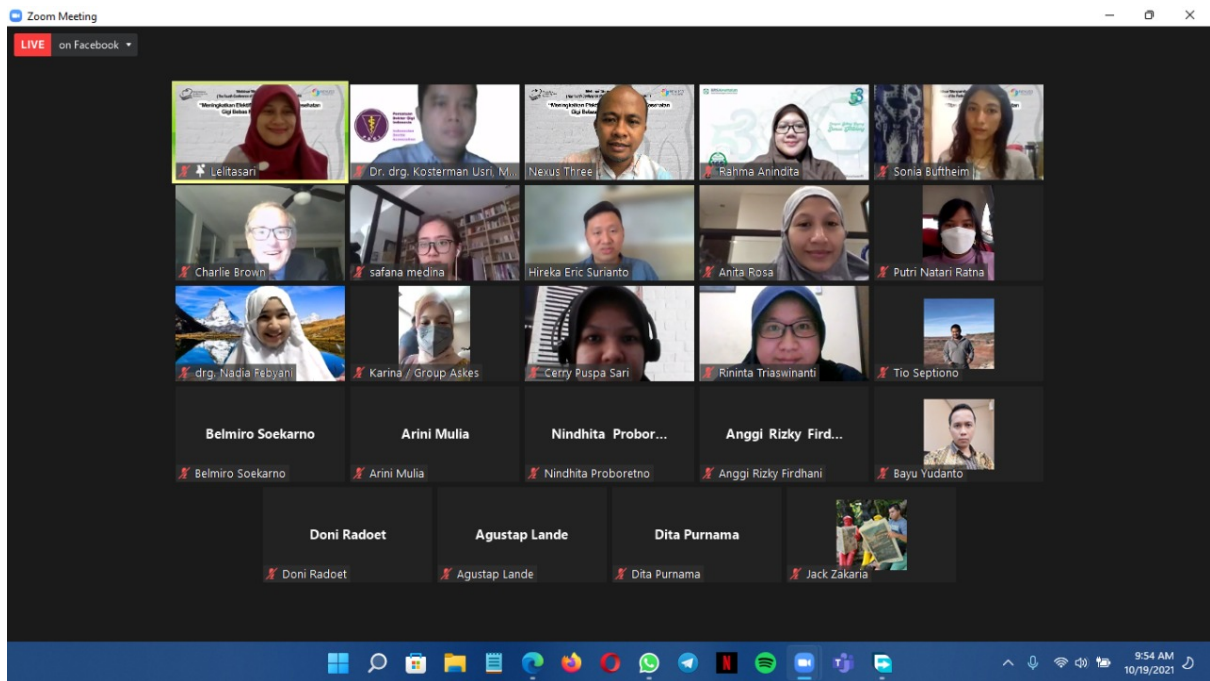 Zoom Meeting
LIVE on Facebook
Lelitasari
Dr. drg. Kosterman Usri, M...
Nexus Three
Rahma Anindita
Sonia Buftheim
Charlie Brown
safana medina
Hireka Eric Surianto
Anita Rosa
Putri Natari Ratna
drg. Nadia Febyani
Karina / Group Askes
Cerry Puspa Sari
Rininta Triaswinanti
Tio Septiono
Belmiro Soekarno
Belmiro Soekarno
Arini Mulia
Arini Mulia
Nindhita Probor...
Nindhita Proboretno
Anggi Rizky Fird...
Anggi Rizky Firdhani
Bayu Yudanto
Doni Radoet
Doni Radoet
Agustap Lande
Agustap Lande
Dita Purnama
Dita Purnama
Jack Zakaria
9:54 AM
10/19/2021